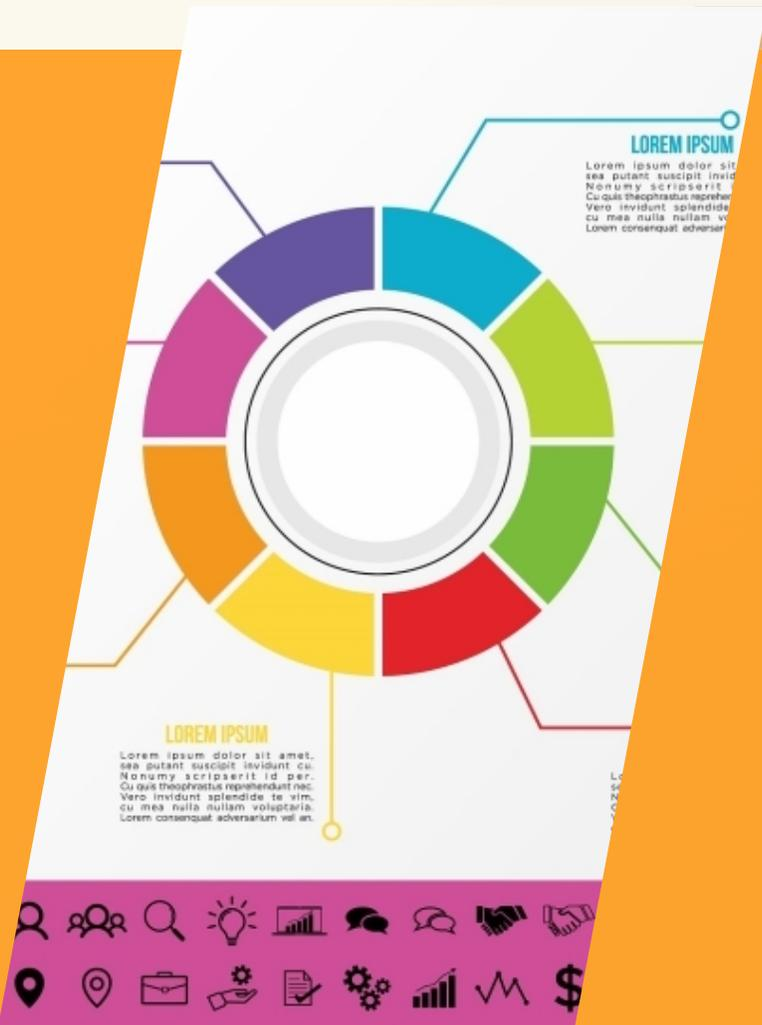 LOREM IPSUM
Lorem ipsum dolor sit
sea putant suscipit
Nonumy scripserit
Cu quis theophrastus
Vero invidunt splendide
cu mea nulla nullam
Lorem consenquat
LOREM IPSUM
Lorem ipsum dolor sit amet,
sea putant suscipit invidunt cu.
Nonumy scripserit id per.
Cu quis theophrastus reprehendunt nec.
Vero invidunt splendide te vim,
cu mea nulla nullam voluptaria.
Lorem consenquat adversarium vel an.
$